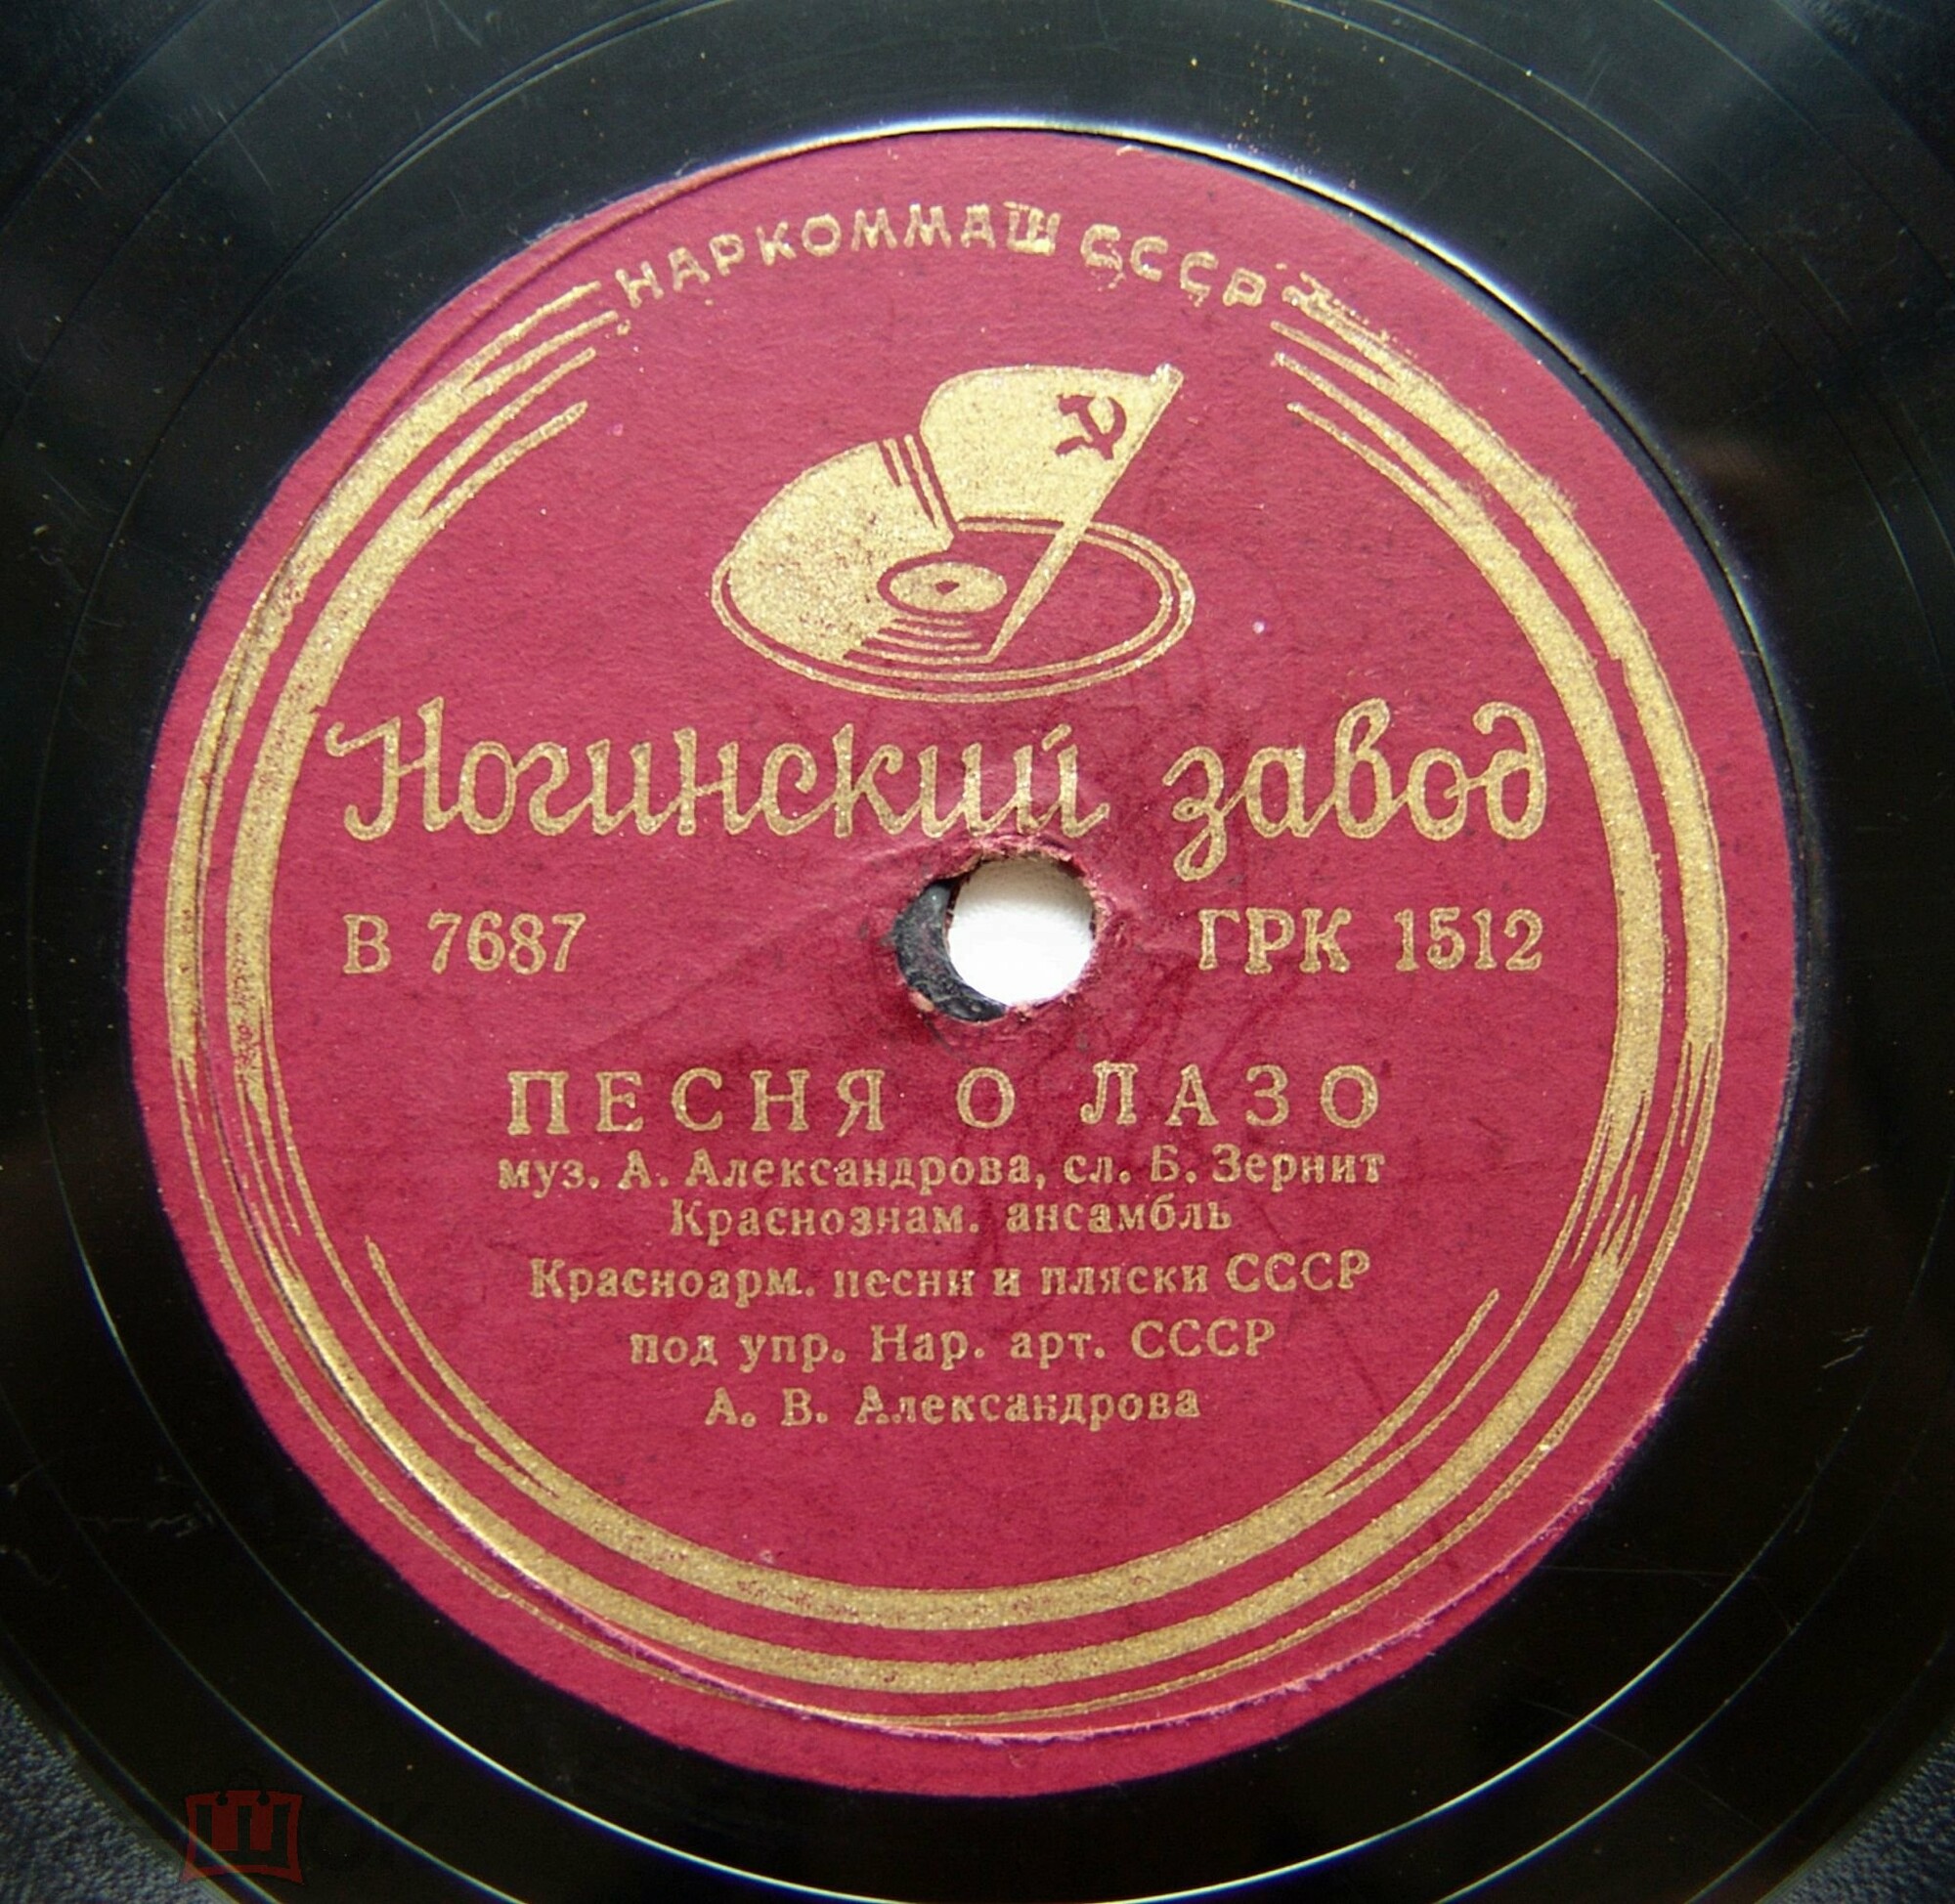 НАРКОММАШ СССР
Ногинский завод
В 7687 ГРК 1512
ПЕСНЯ О ЛАЗО
муз. А. Александрова, сл. Б. Зернит
Краснознам. ансамбль
Красноарм. песни и пляски СССР
под упр. Нар. арт. СССР
А. В. Александрова